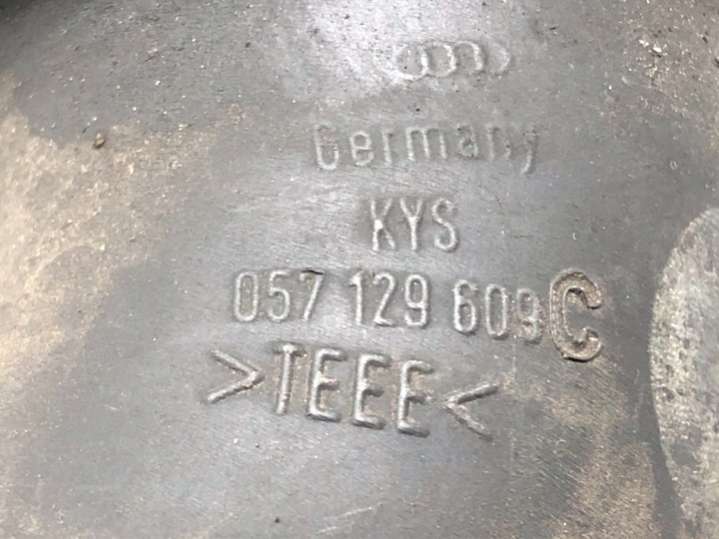 Germany
KYS
057 129 609 C
>TEEE<